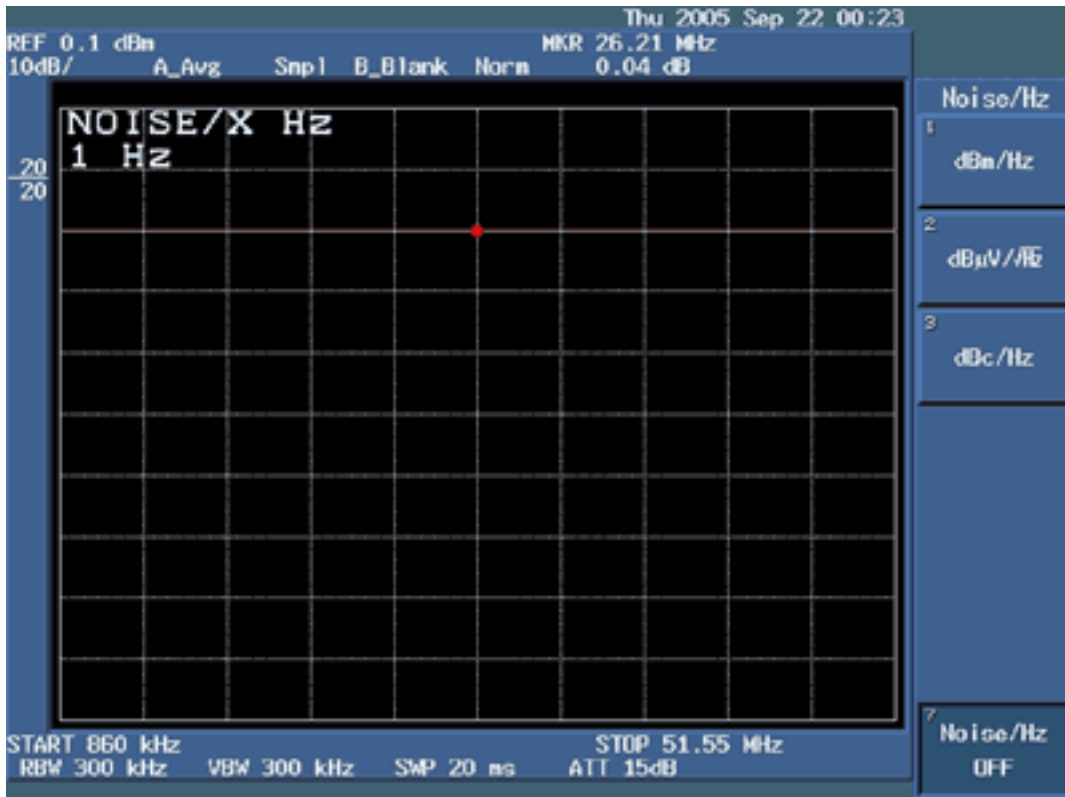 Thu 2005 Sep 22 00:23
REF 0.1 dBm MKR 26.21 MHz
10dB/ A_Avg Smpl B_Blank Norm 0.04 dB
NOISE/X Hz
1 Hz
20
20
START 860 kHz STOP 51.55 MHz
RBW 300 kHz VBW 300 kHz SWP 20 ms ATT 15dB
Noise/Hz
1
dBm/Hz
2
dBμV/√Hz
3
dBc/Hz
7
Noise/Hz
OFF